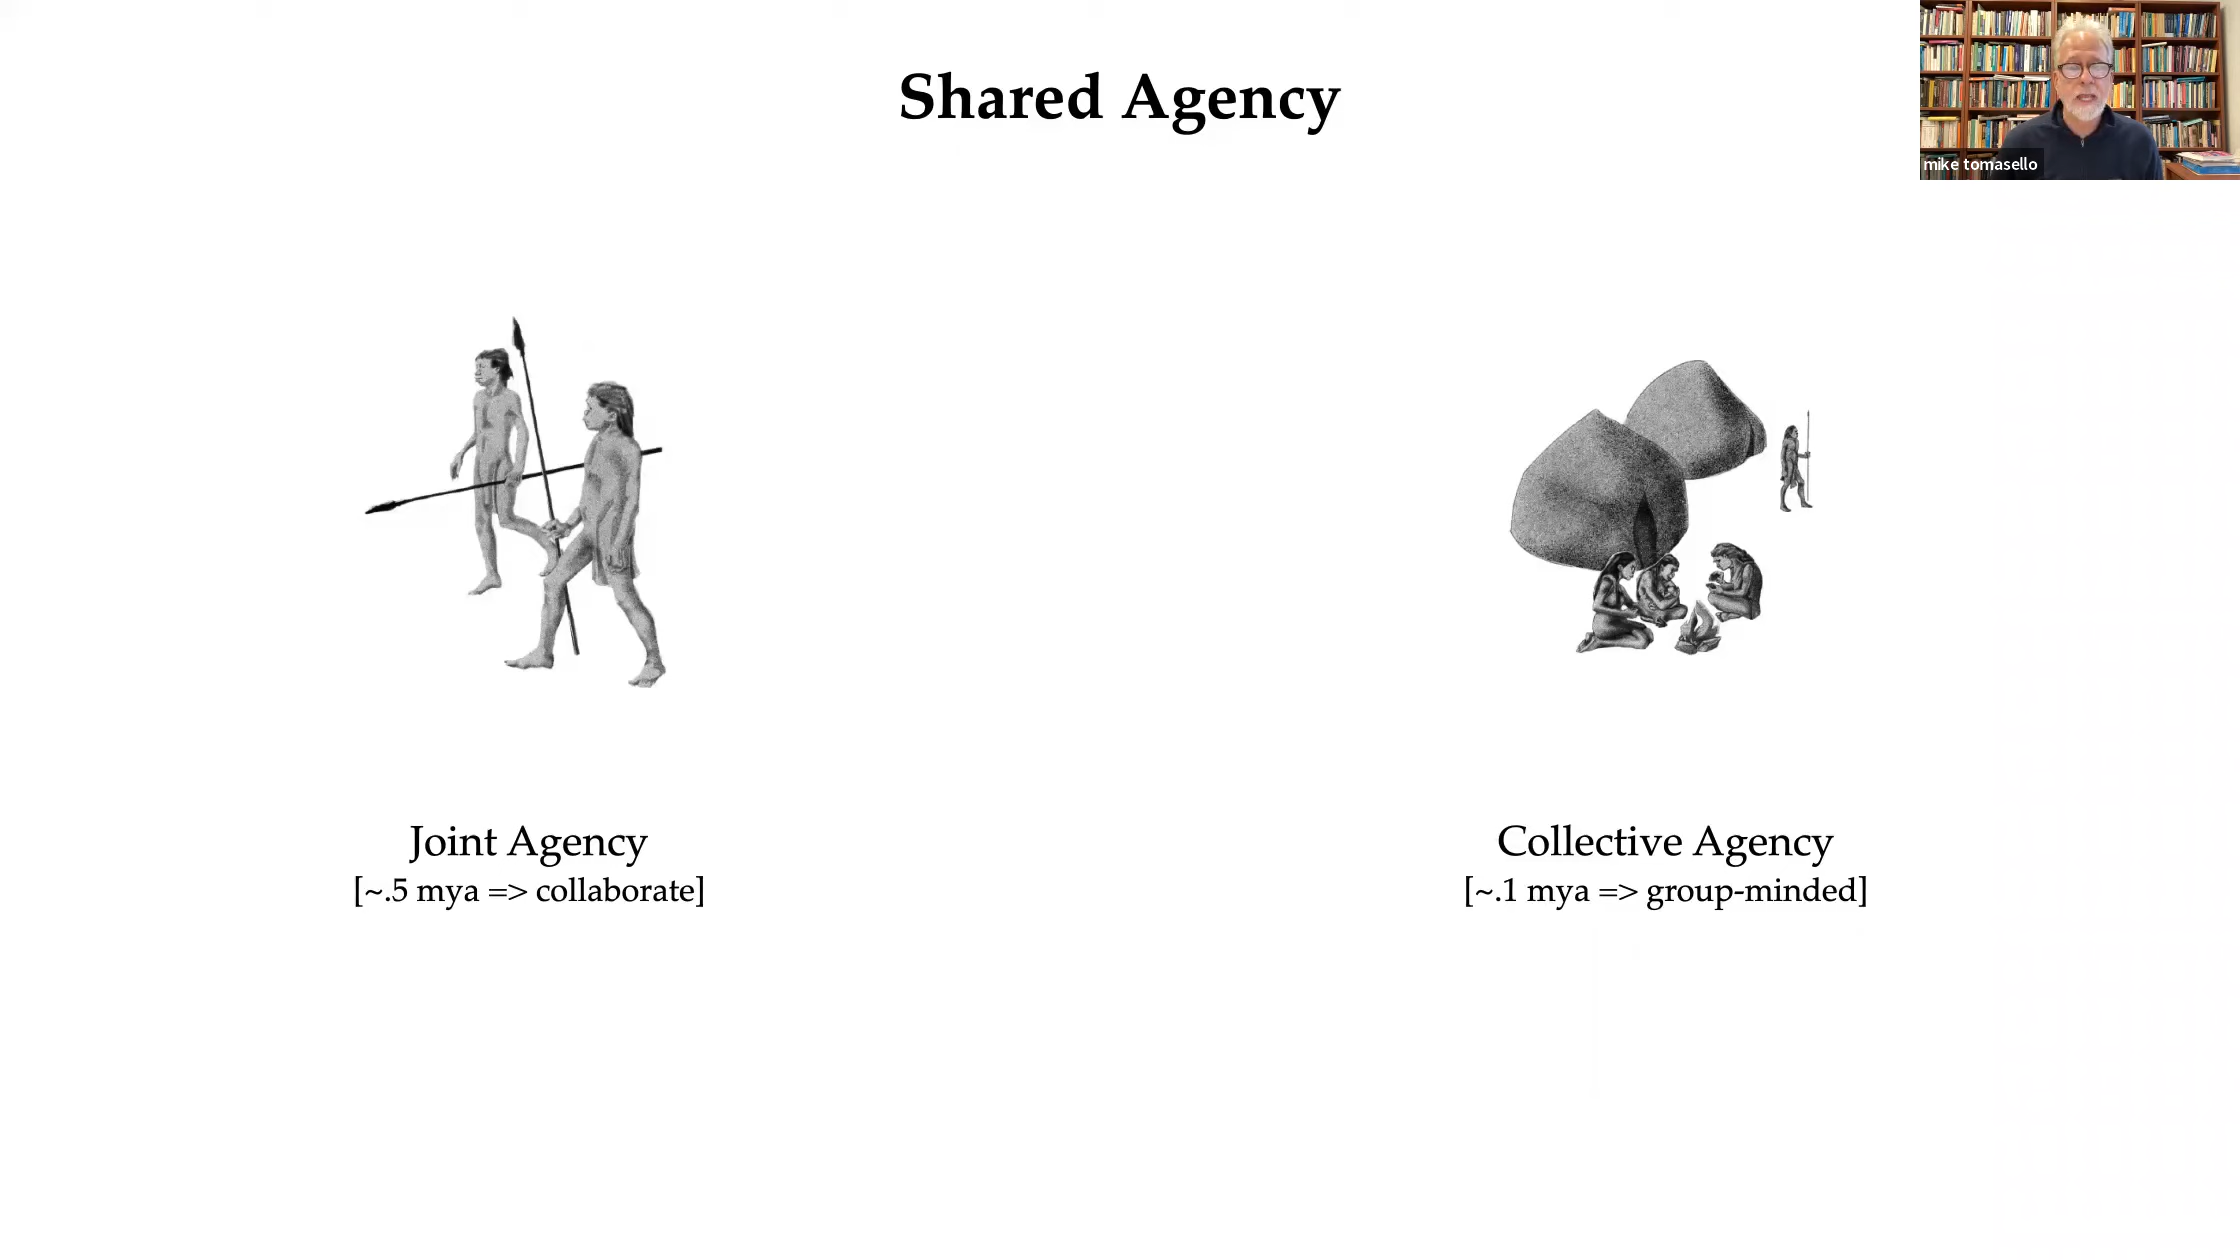 Shared Agency
mike tomasello
Joint Agency
[~.5 mya => collaborate]
Collective Agency
[~.1 mya => group-minded]